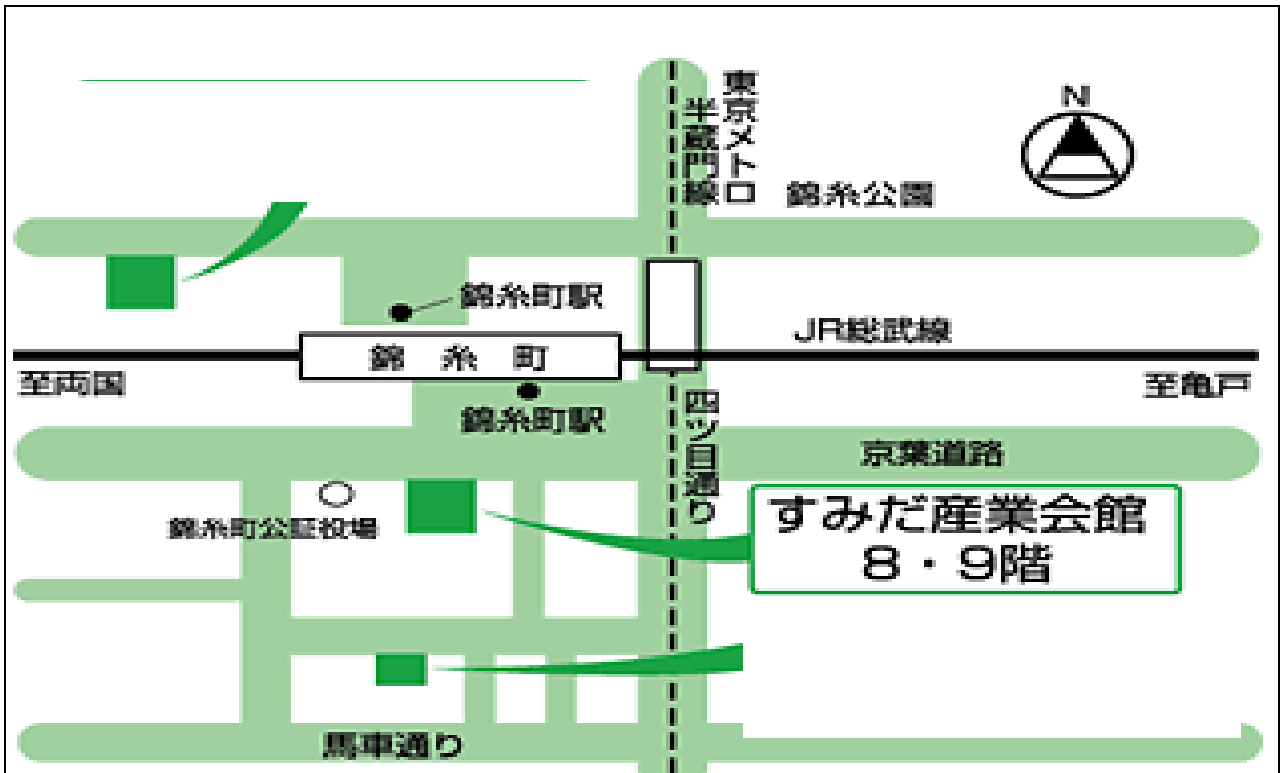 東京メトロ
半蔵門線
N
錦糸公園
錦糸町駅
JR総武線
錦糸町
至両国
至亀戸
錦糸町駅
四ツ目通り
京葉道路
すみだ産業会館
8・9階
錦糸町公証役場
馬車通り